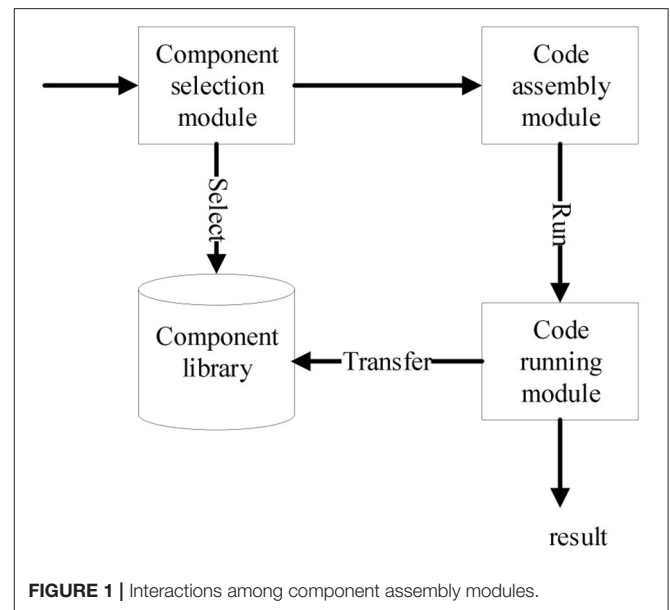 Component
selection
module
Code
assembly
module
Select
Run
Component
library
Transfer
Code
running
module
result
FIGURE 1 | Interactions among component assembly modules.